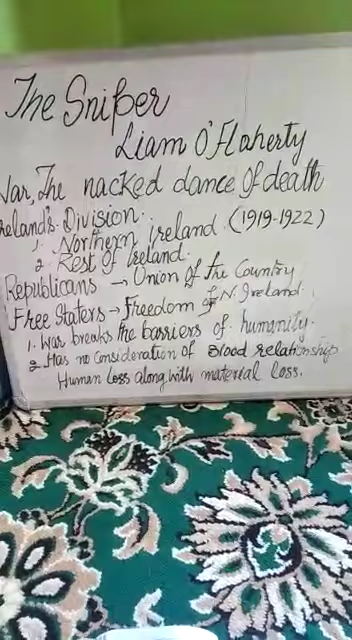 The Sniper
Liam O'Flaherty
War, The nacked dance Of death
Ireland's Division.
1. Northern ireland. (1919-1922)
2. Rest of Ireland.
Republicans → Union Of the Country
Free Staters → Freedom of N. Ireland.
1. War breaks the barriers of humanity.
2. Has no consideration of Blood relationships
Human Loss along with material loss.